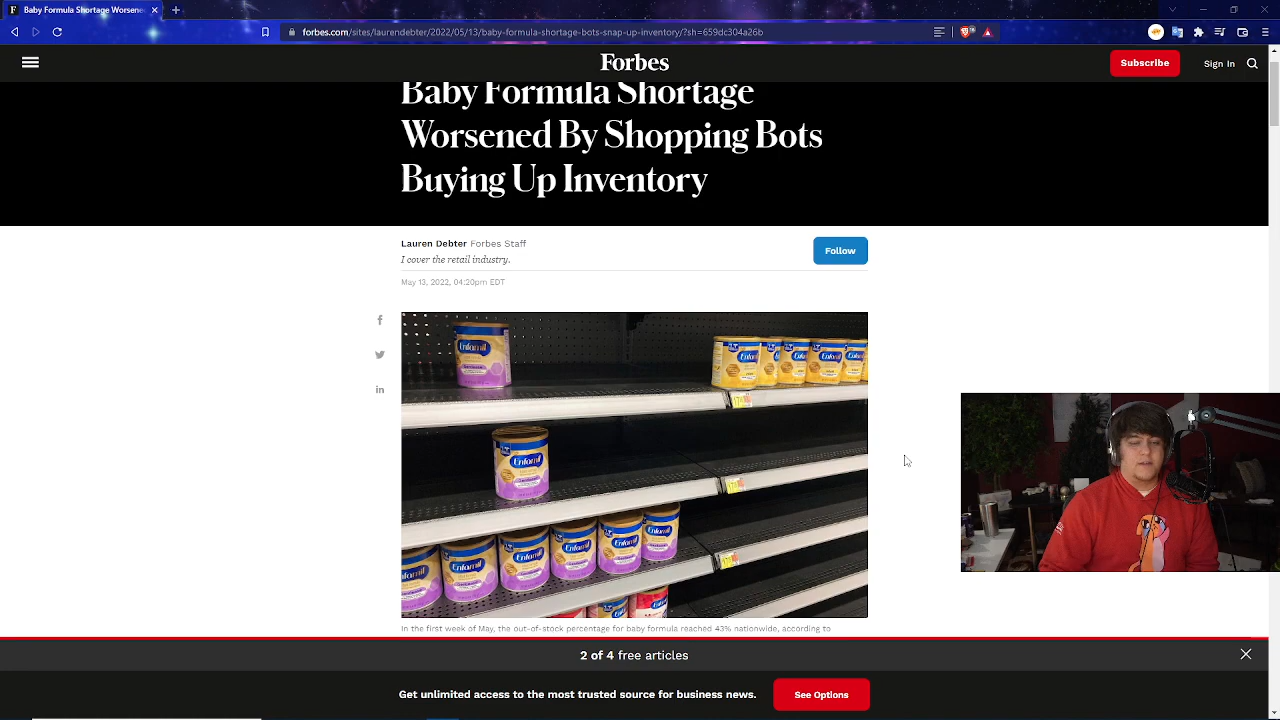 F Baby Formula Shortage Worsene
forbes.com/sites/laurendebter/2022/05/13/baby-formula-shortage-bots-snap-up-inventory/?sh=659dc304a26b
Forbes
Subscribe
Sign In
Baby Formula Shortage
Worsened By Shopping Bots
Buying Up Inventory
Lauren Debter Forbes Staff
Follow
I cover the retail industry.
May 13, 2022, 04:20pm EDT
Enfamil
Enfamil
Enfamil
Enfamil
Enfamil
Enfamil
Enfamil
In the first week of May, the out-of-stock percentage for baby formula reached 43% nationwide, according to
2 of 4 free articles
Get unlimited access to the most trusted source for business news.
See Options